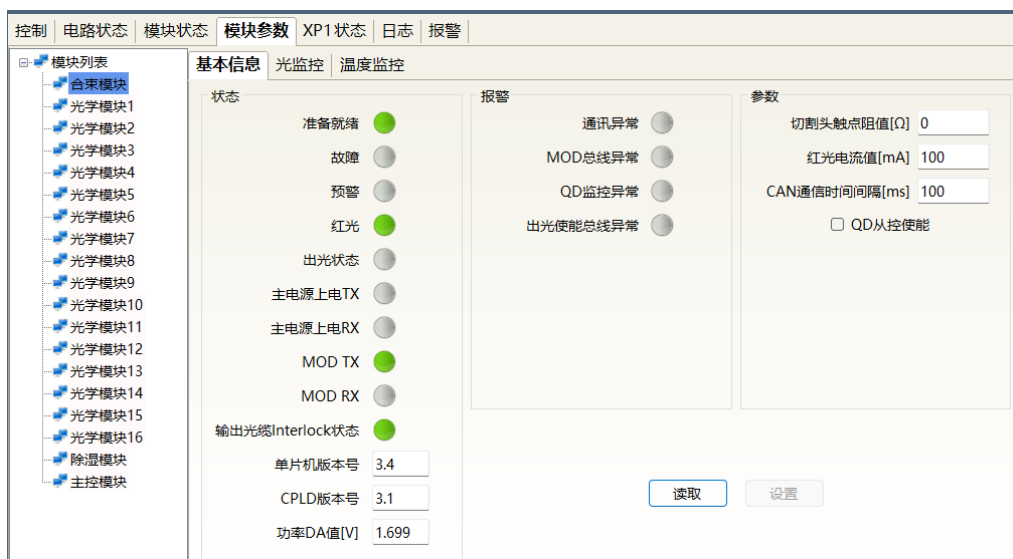 控制 电路状态 模块状态 模块参数 XP1状态 日志 报警
模块列表
合束模块
光学模块1
光学模块2
光学模块3
光学模块4
光学模块5
光学模块6
光学模块7
光学模块8
光学模块9
光学模块10
光学模块11
光学模块12
光学模块13
光学模块14
光学模块15
光学模块16
除湿模块
主控模块
基本信息 光监控 温度监控
状态
准备就绪
故障
预警
红光
出光状态
主电源上电TX
主电源上电RX
MOD TX
MOD RX
输出光缆Interlock状态
单片机版本号 3.4
CPLD版本号 3.1
功率DA值[V] 1.699
报警
通讯异常
MOD总线异常
QD监控异常
出光使能总线异常
参数
切割头触点阻值[Ω] 0
红光电流值[mA] 100
CAN通信时间间隔[ms] 100
QD从控使能
读取 设置